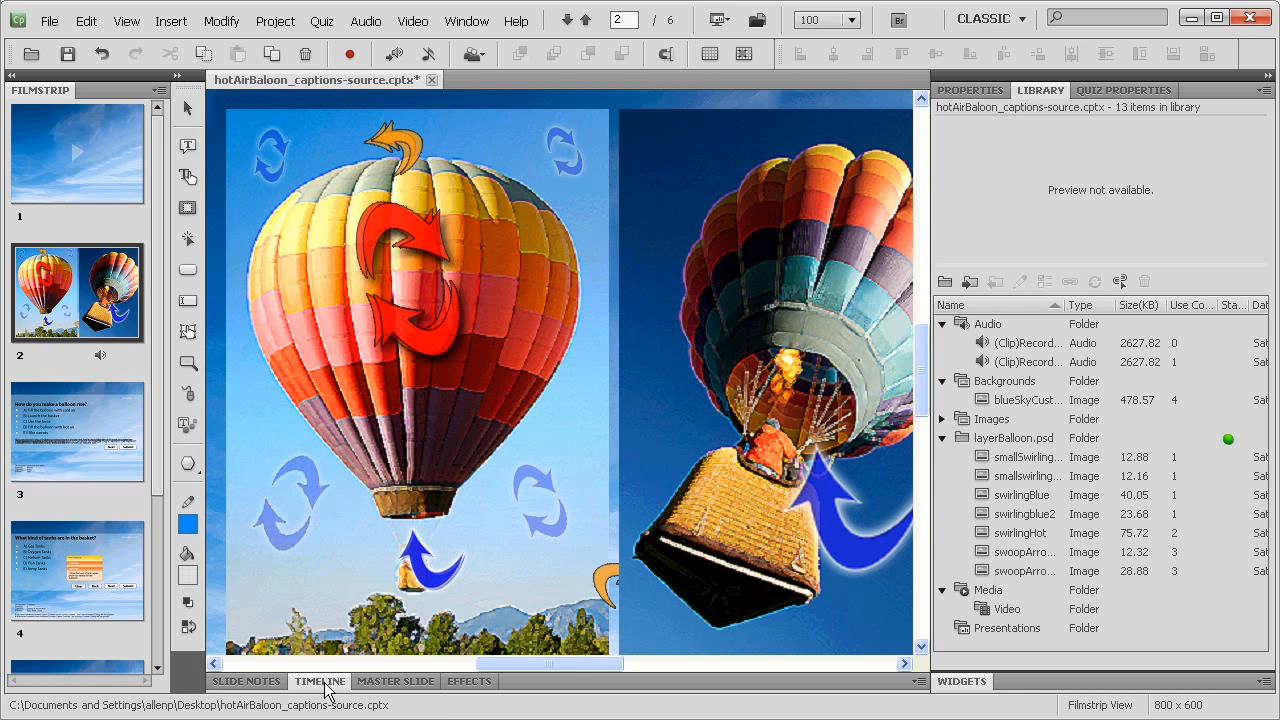 Cp File Edit View Insert Modify Project Quiz Audio Video Window Help 2 / 6 100 Br CLASSIC
FILMSTRIP
hotAirBaloon_captions-source.cptx*
PROPERTIES LIBRARY QUIZ PROPERTIES
hotAirBaloon_captions-source.cptx - 13 items in library
Preview not available.
1
2
How do you make a balloon rise?
3
What kind of tanks are in the basket?
4
Name Type Size(KB) Use Co... Sta... Dat
Audio Folder
(Clip)Record... Audio 2627.82 0 Sat
(Clip)Record... Audio 2627.82 1 Sat
Backgrounds Folder
blueSkyCust... Image 478.57 4 Sat
Images Folder
layerBalloon.psd Folder
smallSwirling... Image 12.88 1 Sat
smallswirling... Image 12.16 1 Sat
swirlingBlue Image 40.05 1 Sat
swirlingblue2 Image 23.68 1 Sat
swirlingHot Image 75.72 2 Sat
swoopArro... Image 12.32 1 Sat
swoopArro... Image 28.88 3 Sat
Media Folder
Video Folder
Presentations Folder
SLIDE NOTES TIMELINE MASTER SLIDE EFFECTS
WIDGETS
C:\Documents and Settings\allenp\Desktop\hotAirBaloon_captions-source.cptx
Filmstrip View 800 x 600